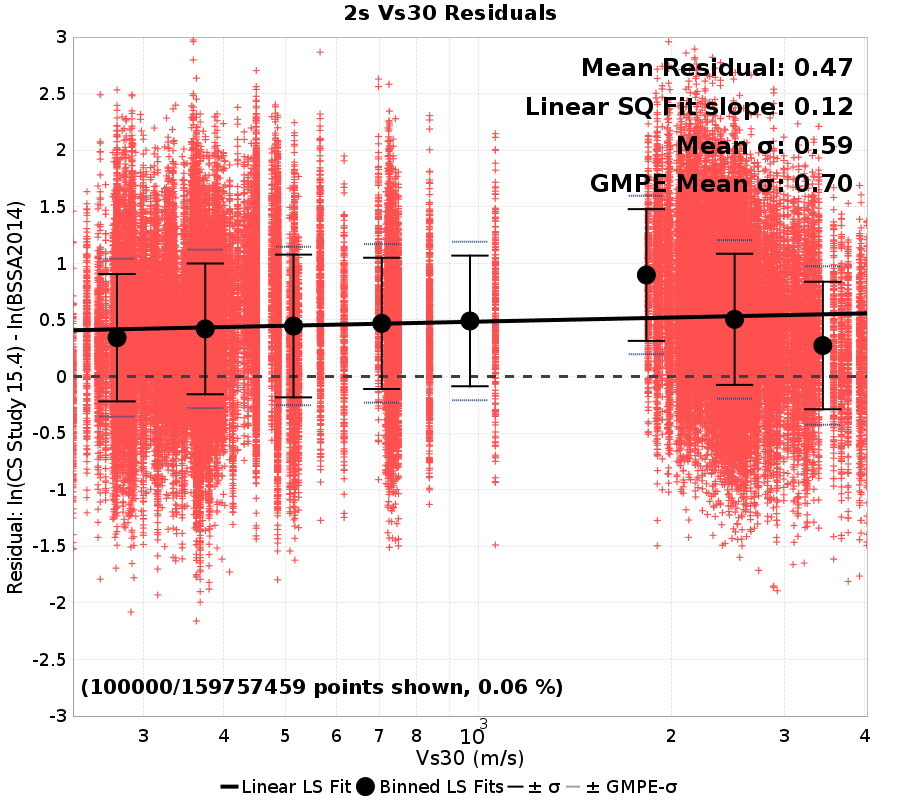 2s Vs30 Residuals
Mean Residual: 0.47
Linear SQ Fit slope: 0.12
Mean σ: 0.59
GMPE Mean σ: 0.70
Residual: ln(CS Study 15.4) - ln(BSSA2014)
3
2.5
2
1.5
1
0.5
0
-0.5
-1
-1.5
-2
-2.5
-3
(100000/159757459 points shown, 0.06 %)
3 4 5 6 7 8 10³ 2 3 4
Vs30 (m/s)
Linear LS Fit Binned LS Fits ± σ ± GMPE-σ